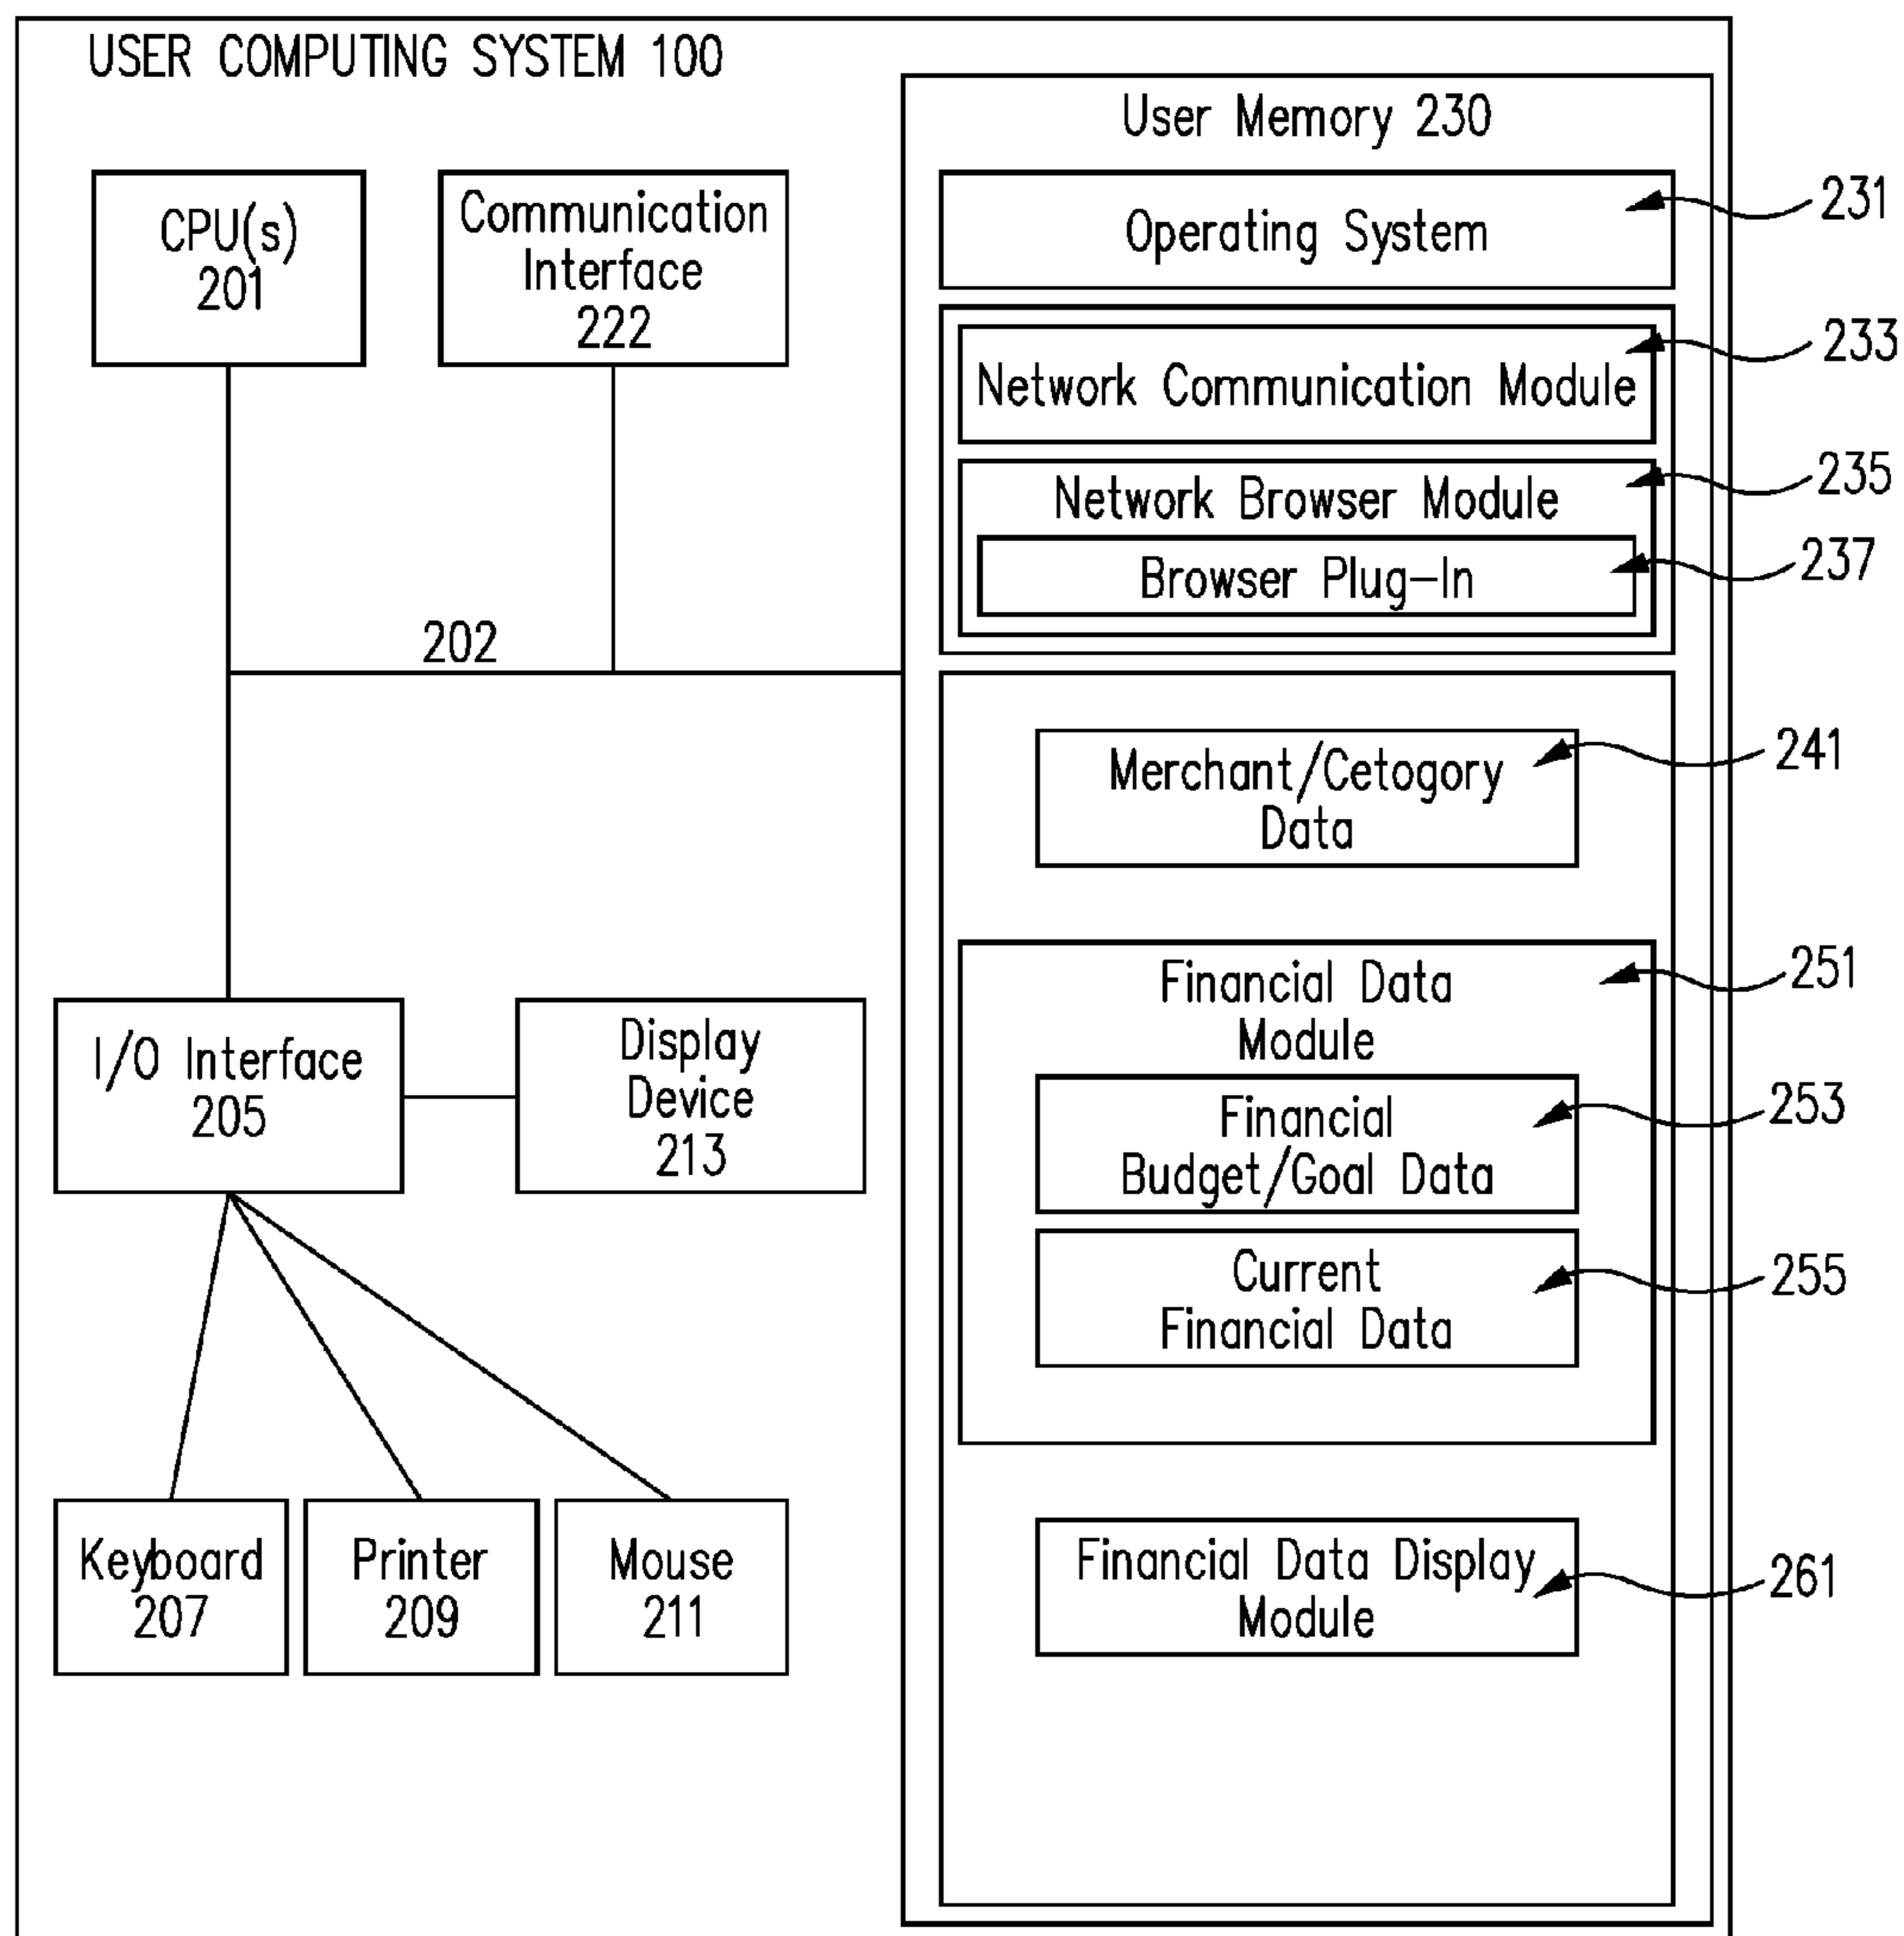 USER COMPUTING SYSTEM 100
CPU(s)
201
Communication
Interface
222
202
I/O Interface
205
Display
Device
213
Keyboard
207
Printer
209
Mouse
211
User Memory 230
Operating System
231
Network Communication Module
233
Network Browser Module
235
Browser Plug-In
237
Merchant/Cetogory
Data
241
Financial Data
Module
251
Financial
Budget/Goal Data
253
Current
Financial Data
255
Financial Data Display
Module
261